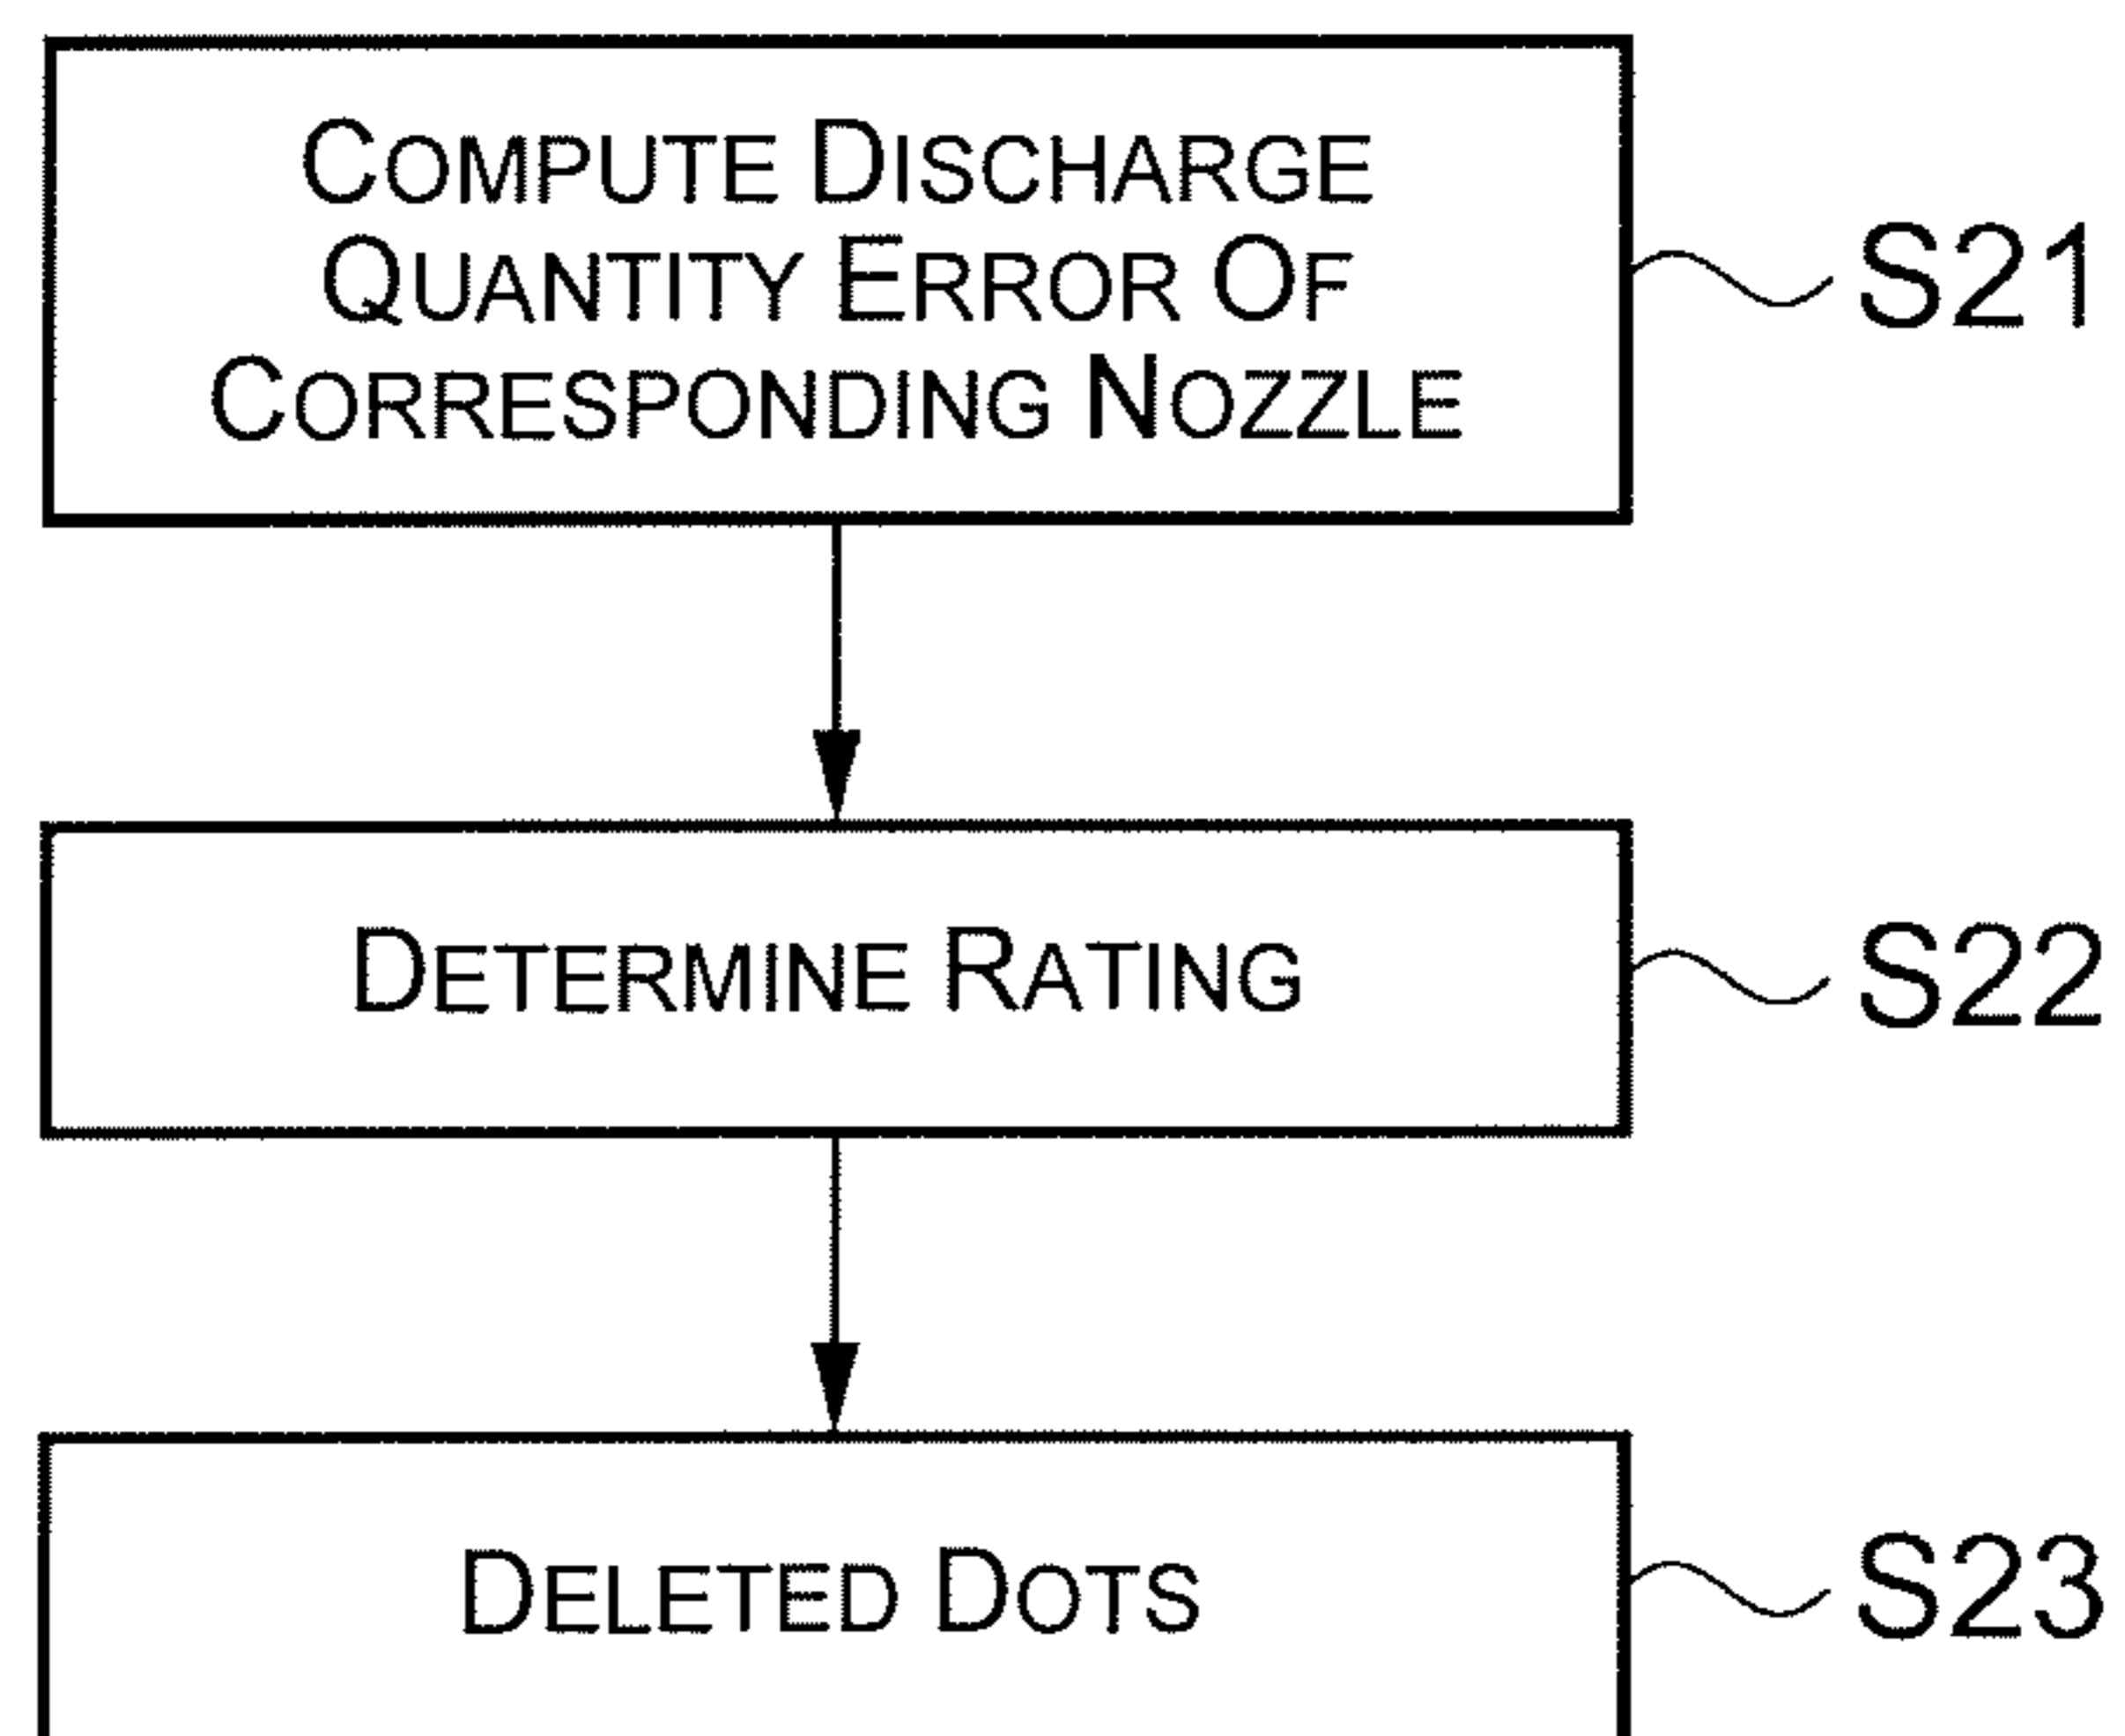 COMPUTE DISCHARGE
QUANTITY ERROR OF
CORRESPONDING NOZZLE
S21
DETERMINE RATING
S22
DELETED DOTS
S23